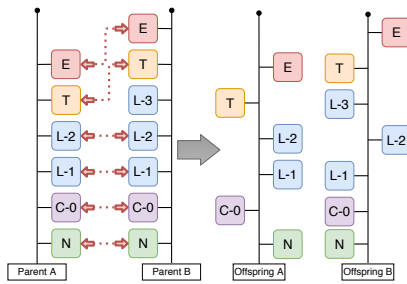 E
E
T
T
L-3
L-2
L-2
L-1
L-1
C-0
C-0
N
N
Parent A
Parent B
E
T
L-2
L-1
C-0
N
Offspring A
E
T
L-3
L-2
L-1
C-0
N
Offspring B